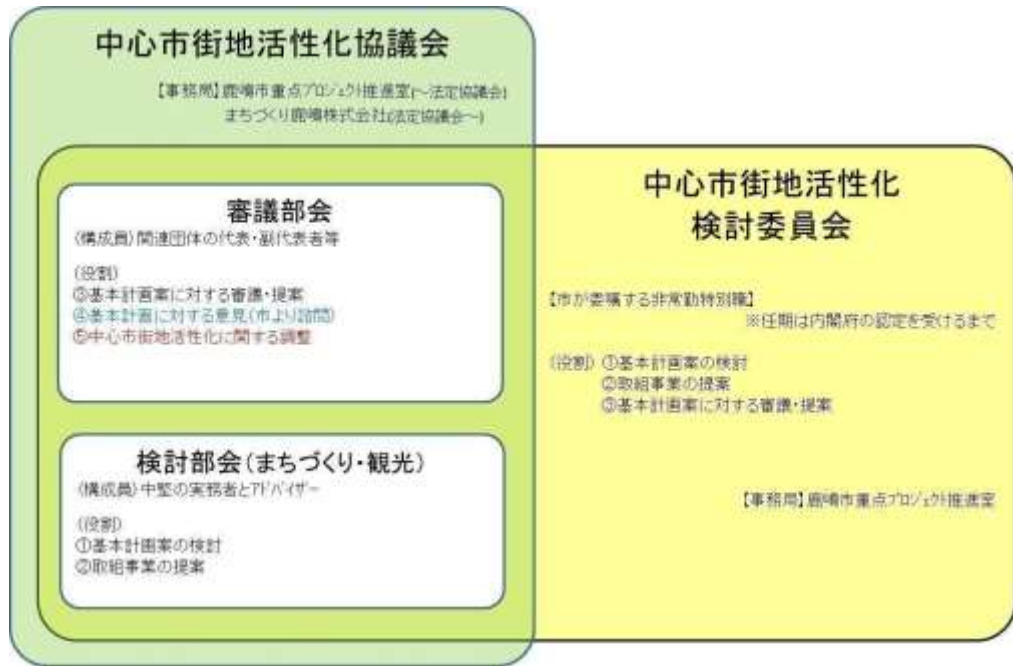 中心市街地活性化協議会
【事務局】鹿嶋市重点プロジェクト推進室(～法定協議会)
まちづくり鹿嶋株式会社(法定協議会～)
審議部会
(構成員)関連団体の代表・副代表者等
(役割)
③基本計画案に対する審議・提案
④基本計画に対する意見(市より諮問)
⑤中心市街地活性化に関する調整
検討部会(まちづくり・観光)
(構成員)中堅の実務者とアドバイザー
(役割)
①基本計画案の検討
②取組事業の提案
中心市街地活性化
検討委員会
【市が委嘱する非常勤特別職】
※任期は内閣府の認定を受けるまで
(役割) ①基本計画案の検討
②取組事業の提案
③基本計画案に対する審議・提案
【事務局】鹿嶋市重点プロジェクト推進室